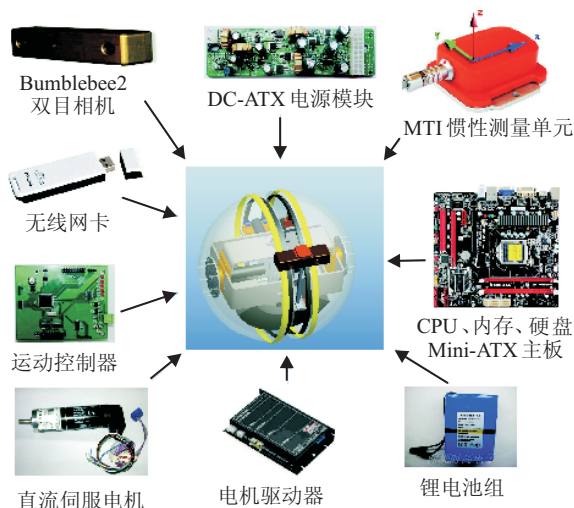 Bumblebee2
双目相机
DC-ATX 电源模块
Z
Y
X
MTI 惯性测量单元
无线网卡
运动控制器
CPU、内存、硬盘
Mini-ATX 主板
直流伺服电机
电机驱动器
锂电池组